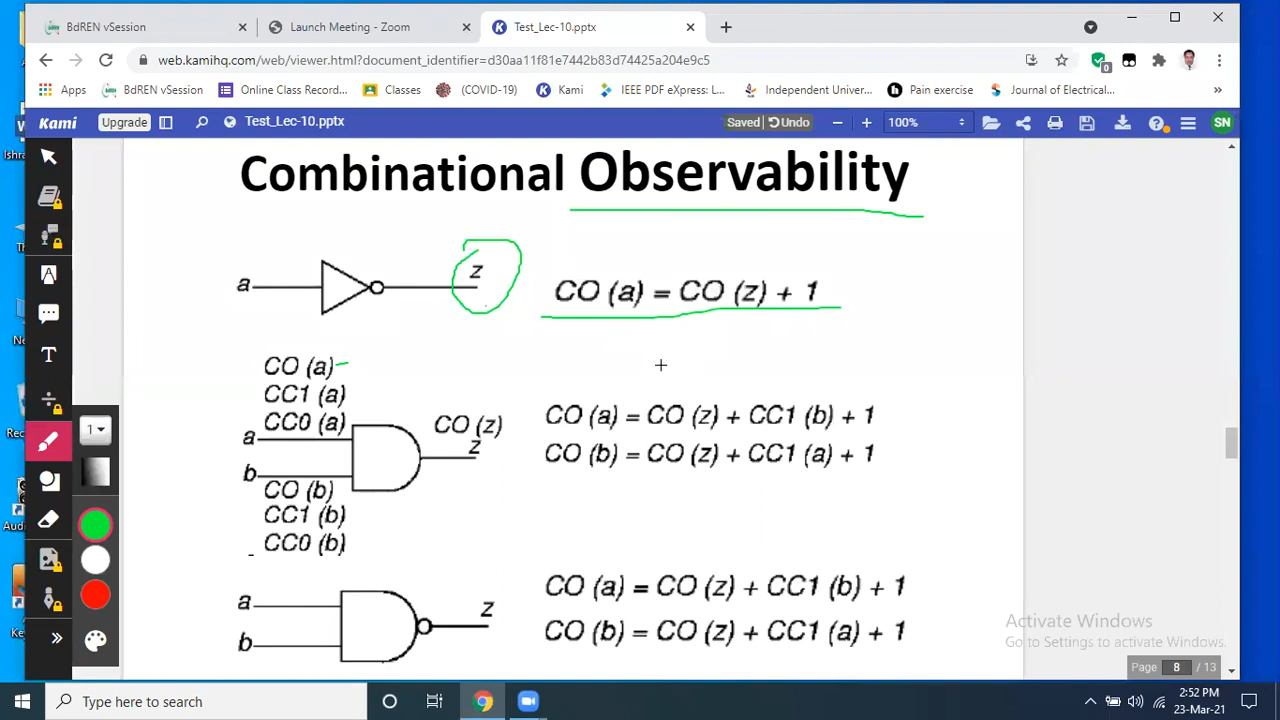 BdREN vSession
Launch Meeting - Zoom
Test_Lec-10.pptx
web.kamihq.com/web/viewer.html?document_identifier=d30aa11f81e7442b83d74425a204e9c5
Apps
BdREN vSession
Online Class Record...
Classes
(COVID-19)
Kami
IEEE PDF eXpress: L...
Independent Univer...
Pain exercise
Journal of Electrical...
Kami
Upgrade
Test_Lec-10.pptx
Saved
Undo
100%
SN
Combinational Observability
a
z
CO (a) = CO (z) + 1
CO (a)
CC1 (a)
CC0 (a)
a
b
CO (z)
z
CO (b)
CC1 (b)
CC0 (b)
CO (a) = CO (z) + CC1 (b) + 1
CO (b) = CO (z) + CC1 (a) + 1
a
b
z
CO (a) = CO (z) + CC1 (b) + 1
CO (b) = CO (z) + CC1 (a) + 1
Activate Windows
Go to Settings to activate Windows.
Page 8 / 13
Type here to search
2:52 PM
23-Mar-21